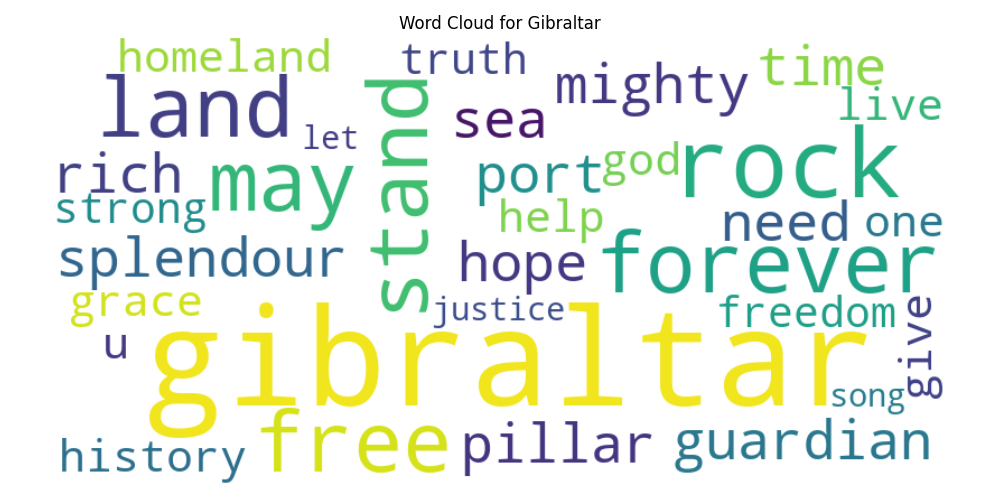 Word Cloud for Gibraltar
homeland
truth
mighty
time
land
let
stand
sea
live
rich
may
port
god
rock
strong
help
need
one
splendour
hope
forever
grace
justice
freedom
give
u
gibraltar
song
history
free
pillar
guardian